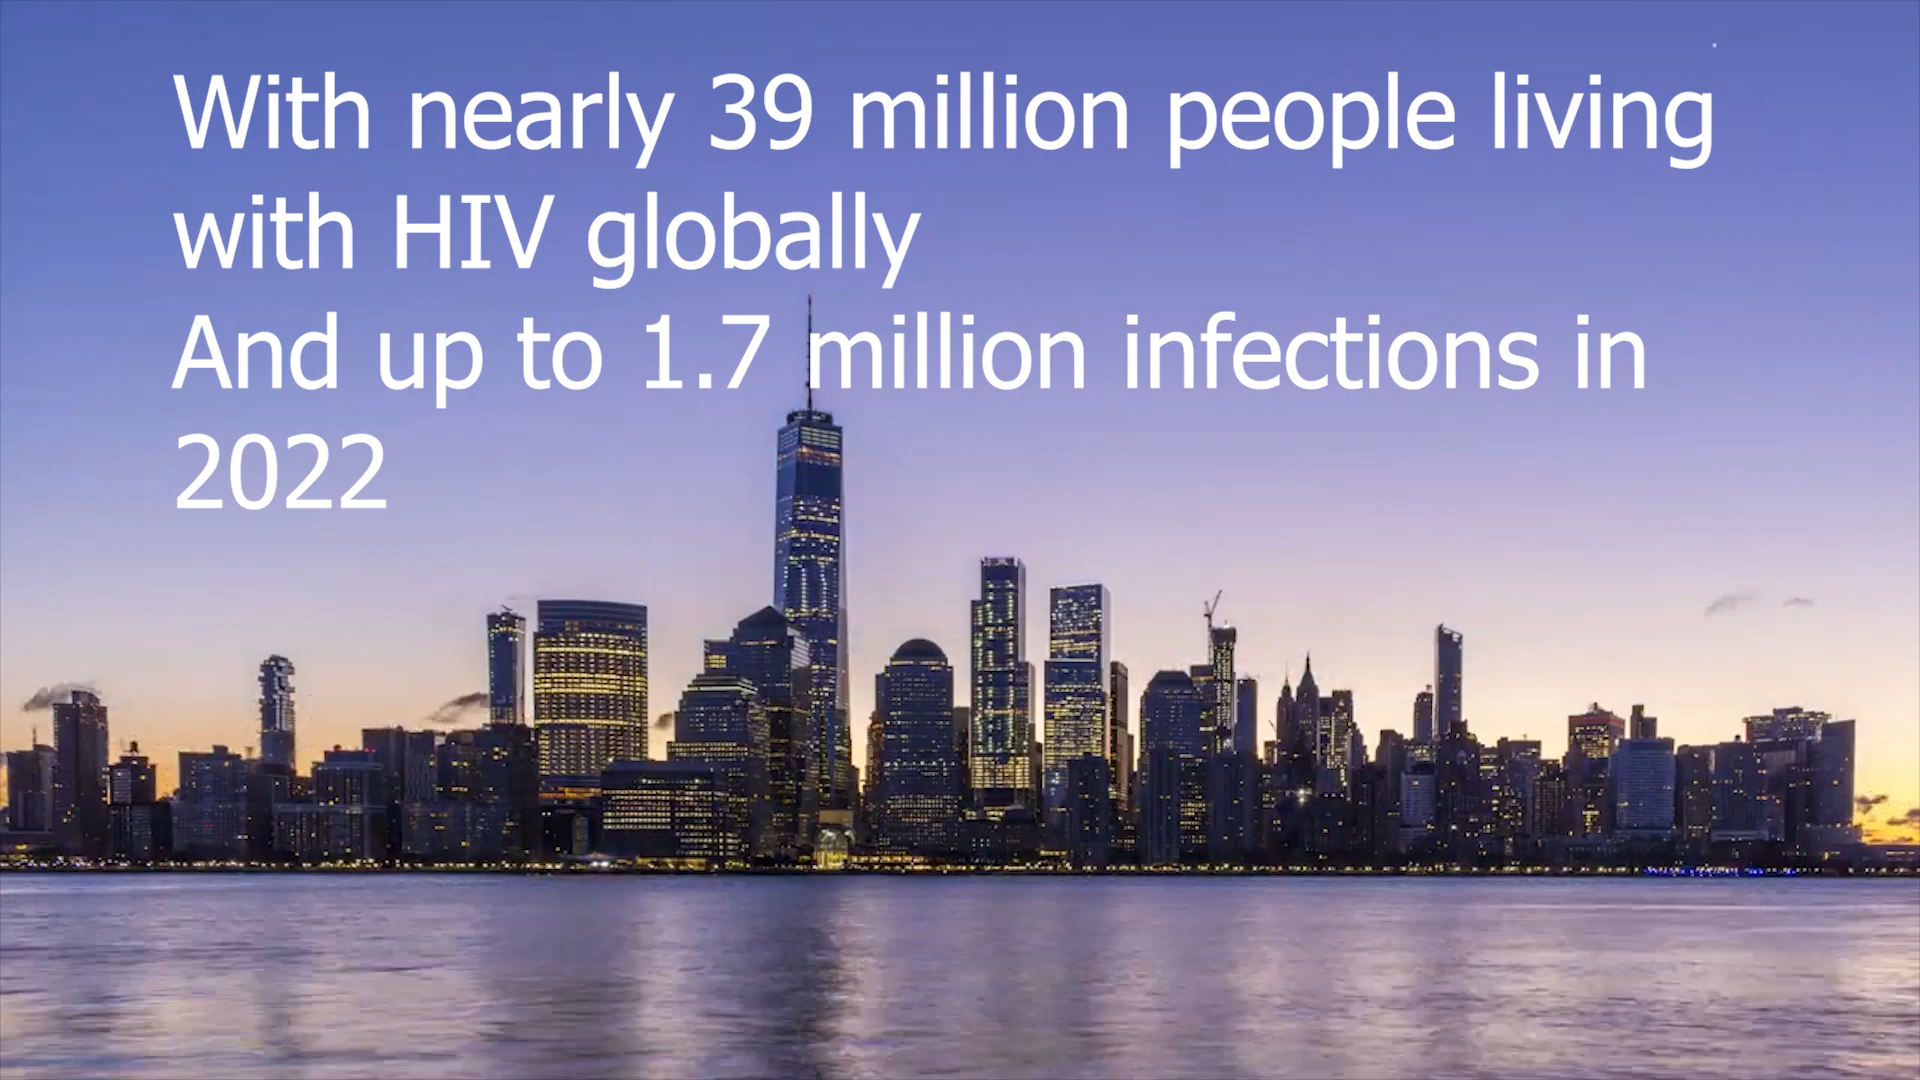 With nearly 39 million people living
with HIV globally
And up to 1.7 million infections in
2022